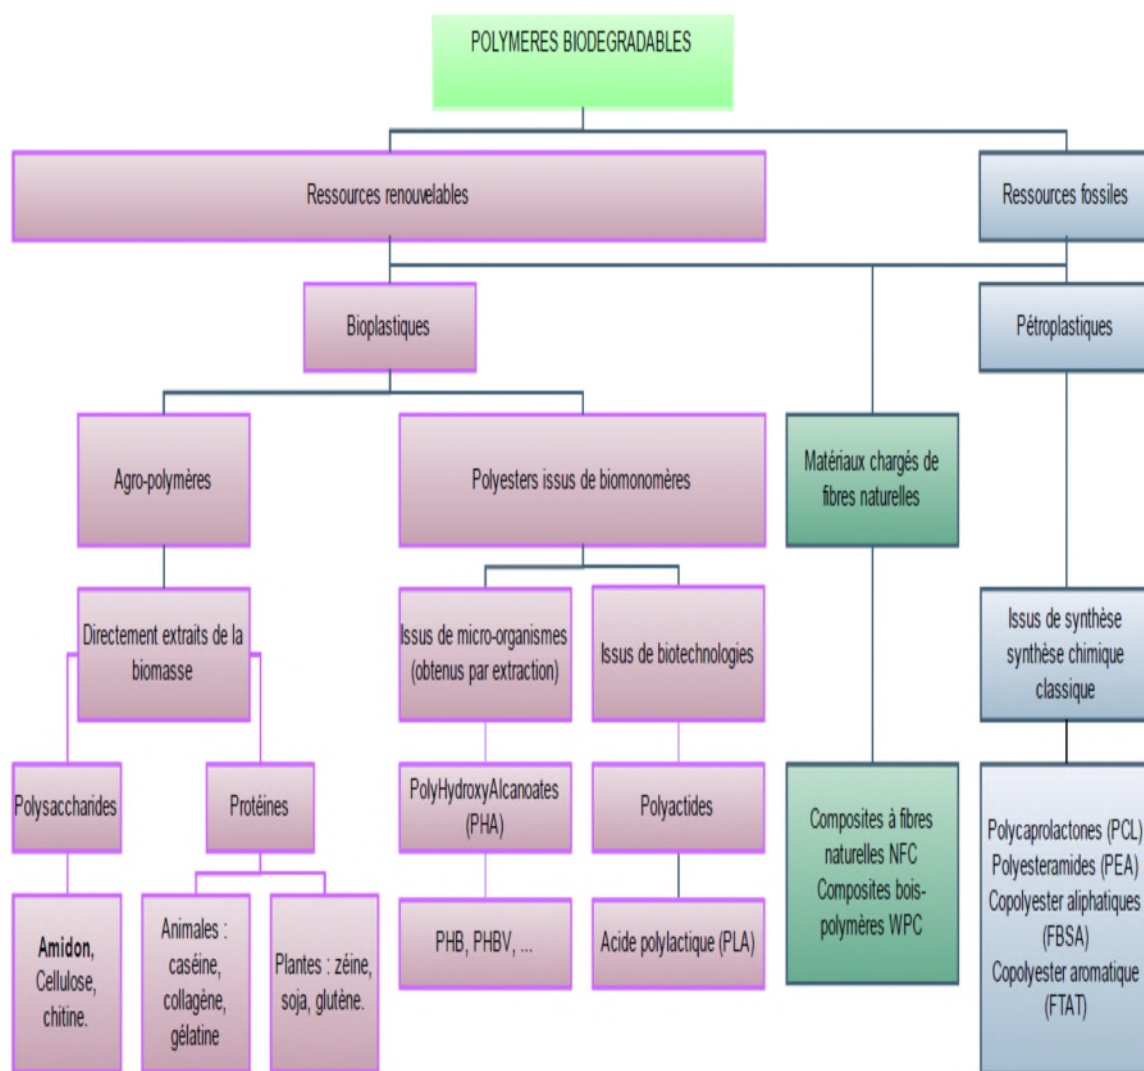 POLYMERES BIODEGRADABLES
Ressources renouvelables
Ressources fossiles
Bioplastiques
Pétroplastiques
Agro-polymères
Polyesters issus de biomonomères
Matériaux chargés de
fibres naturelles
Directement extraits de la
biomasse
Issus de micro-organismes
(obtenus par extraction)
Issus de biotechnologies
Issus de synthèse
synthèse chimique
classique
Polysaccharides
Protéines
PolyHydroxyAlcanoates
(PHA)
Polyactides
Composites à fibres
naturelles NFC
Composites bois-
polymères WPC
Polycaprolactones (PCL)
Polyesteramides (PEA)
Copolyester aliphatiques
(FBSA)
Copolyester aromatique
(FTAT)
Amidon,
Cellulose,
chitine.
Animales :
caséine,
collagène,
gélatine
Plantes : zéine,
soja, glutène.
PHB, PHBV, ...
Acide polylactique (PLA)